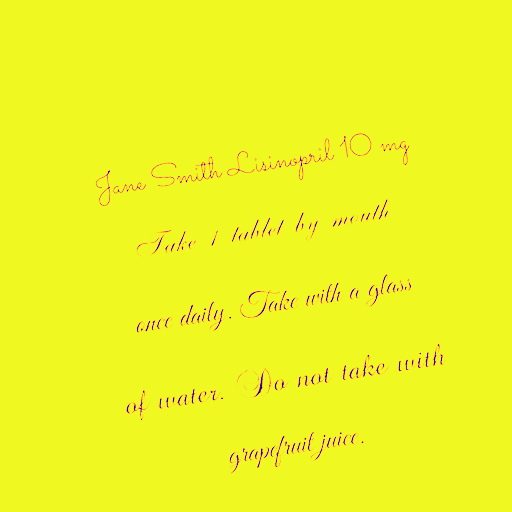 Jane Smith Lisinopril 10 mg
Take 1 tablet by mouth
once daily. Take with a glass
of water. Do not take with
grapefruit juice.